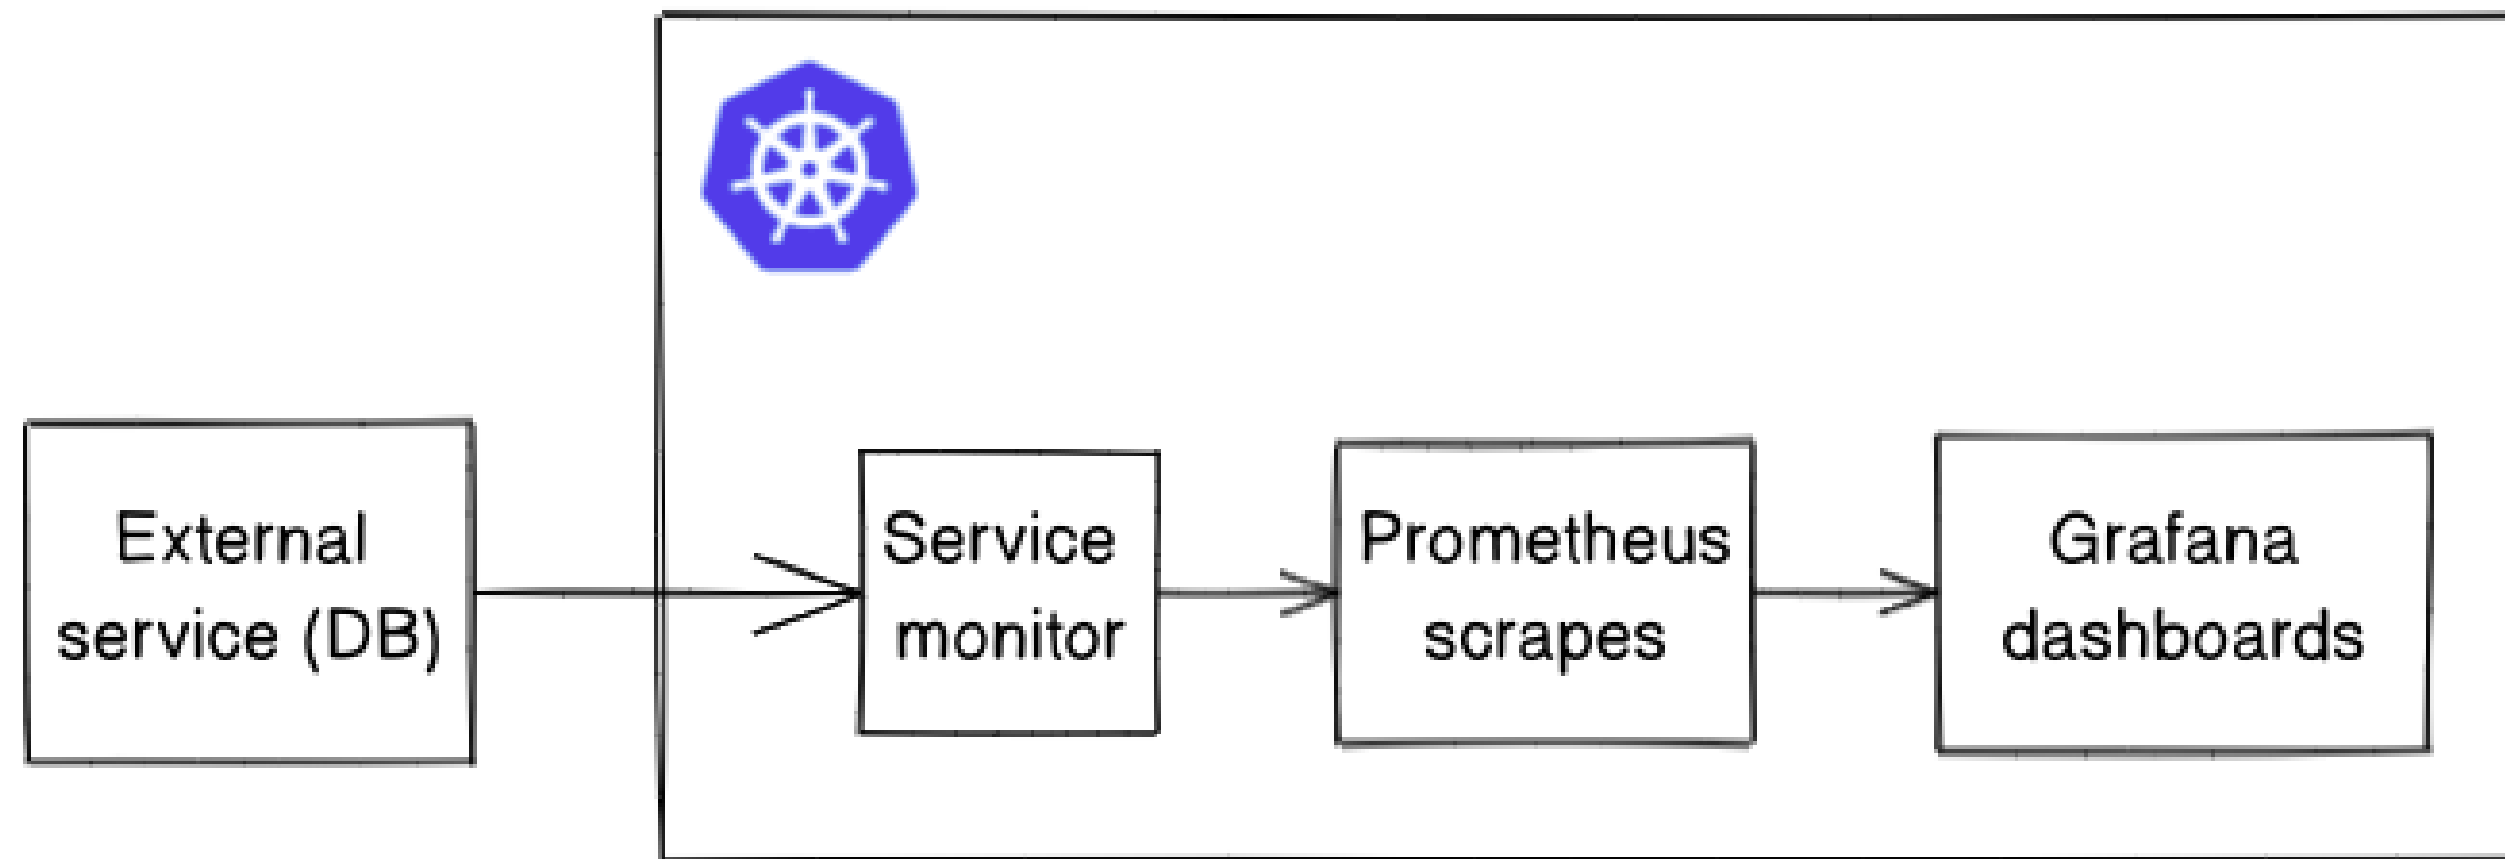 External
service (DB)
Service
monitor
Prometheus
scrapes
Grafana
dashboards